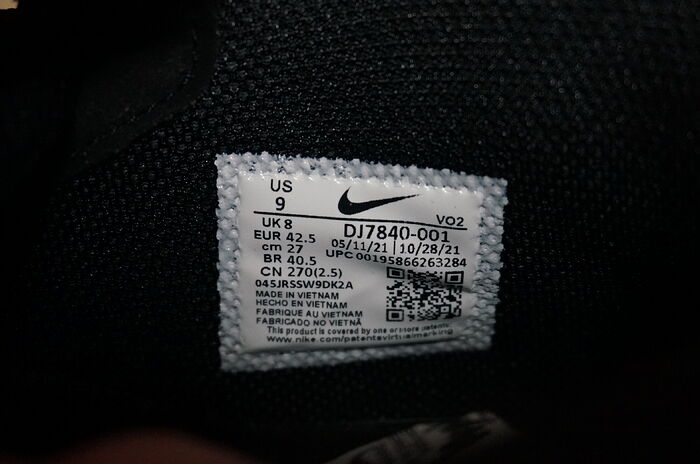 US
9
VO2
UK 8
DJ7840-001
EUR 42.5
05/11/21 | 10/28/21
cm 27
UPC 00195866263284
BR 40.5
CN 270(2.5)
045JRSSW9DK2A
MADE IN VIETNAM
HECHO EN VIETNAM
FABRIQUE AU VIETNAM
FABRICADO NO VIETNÃ
This product is covered by one or more patents.
www.nike.com/patentsvirtualmarking